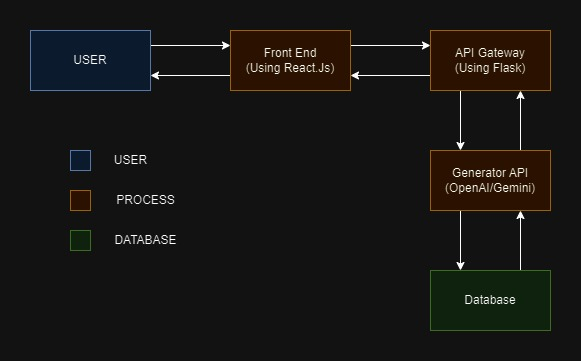 USER
Front End
(Using React.Js)
API Gateway
(Using Flask)
Generator API
(OpenAI/Gemini)
USER
PROCESS
DATABASE
Database